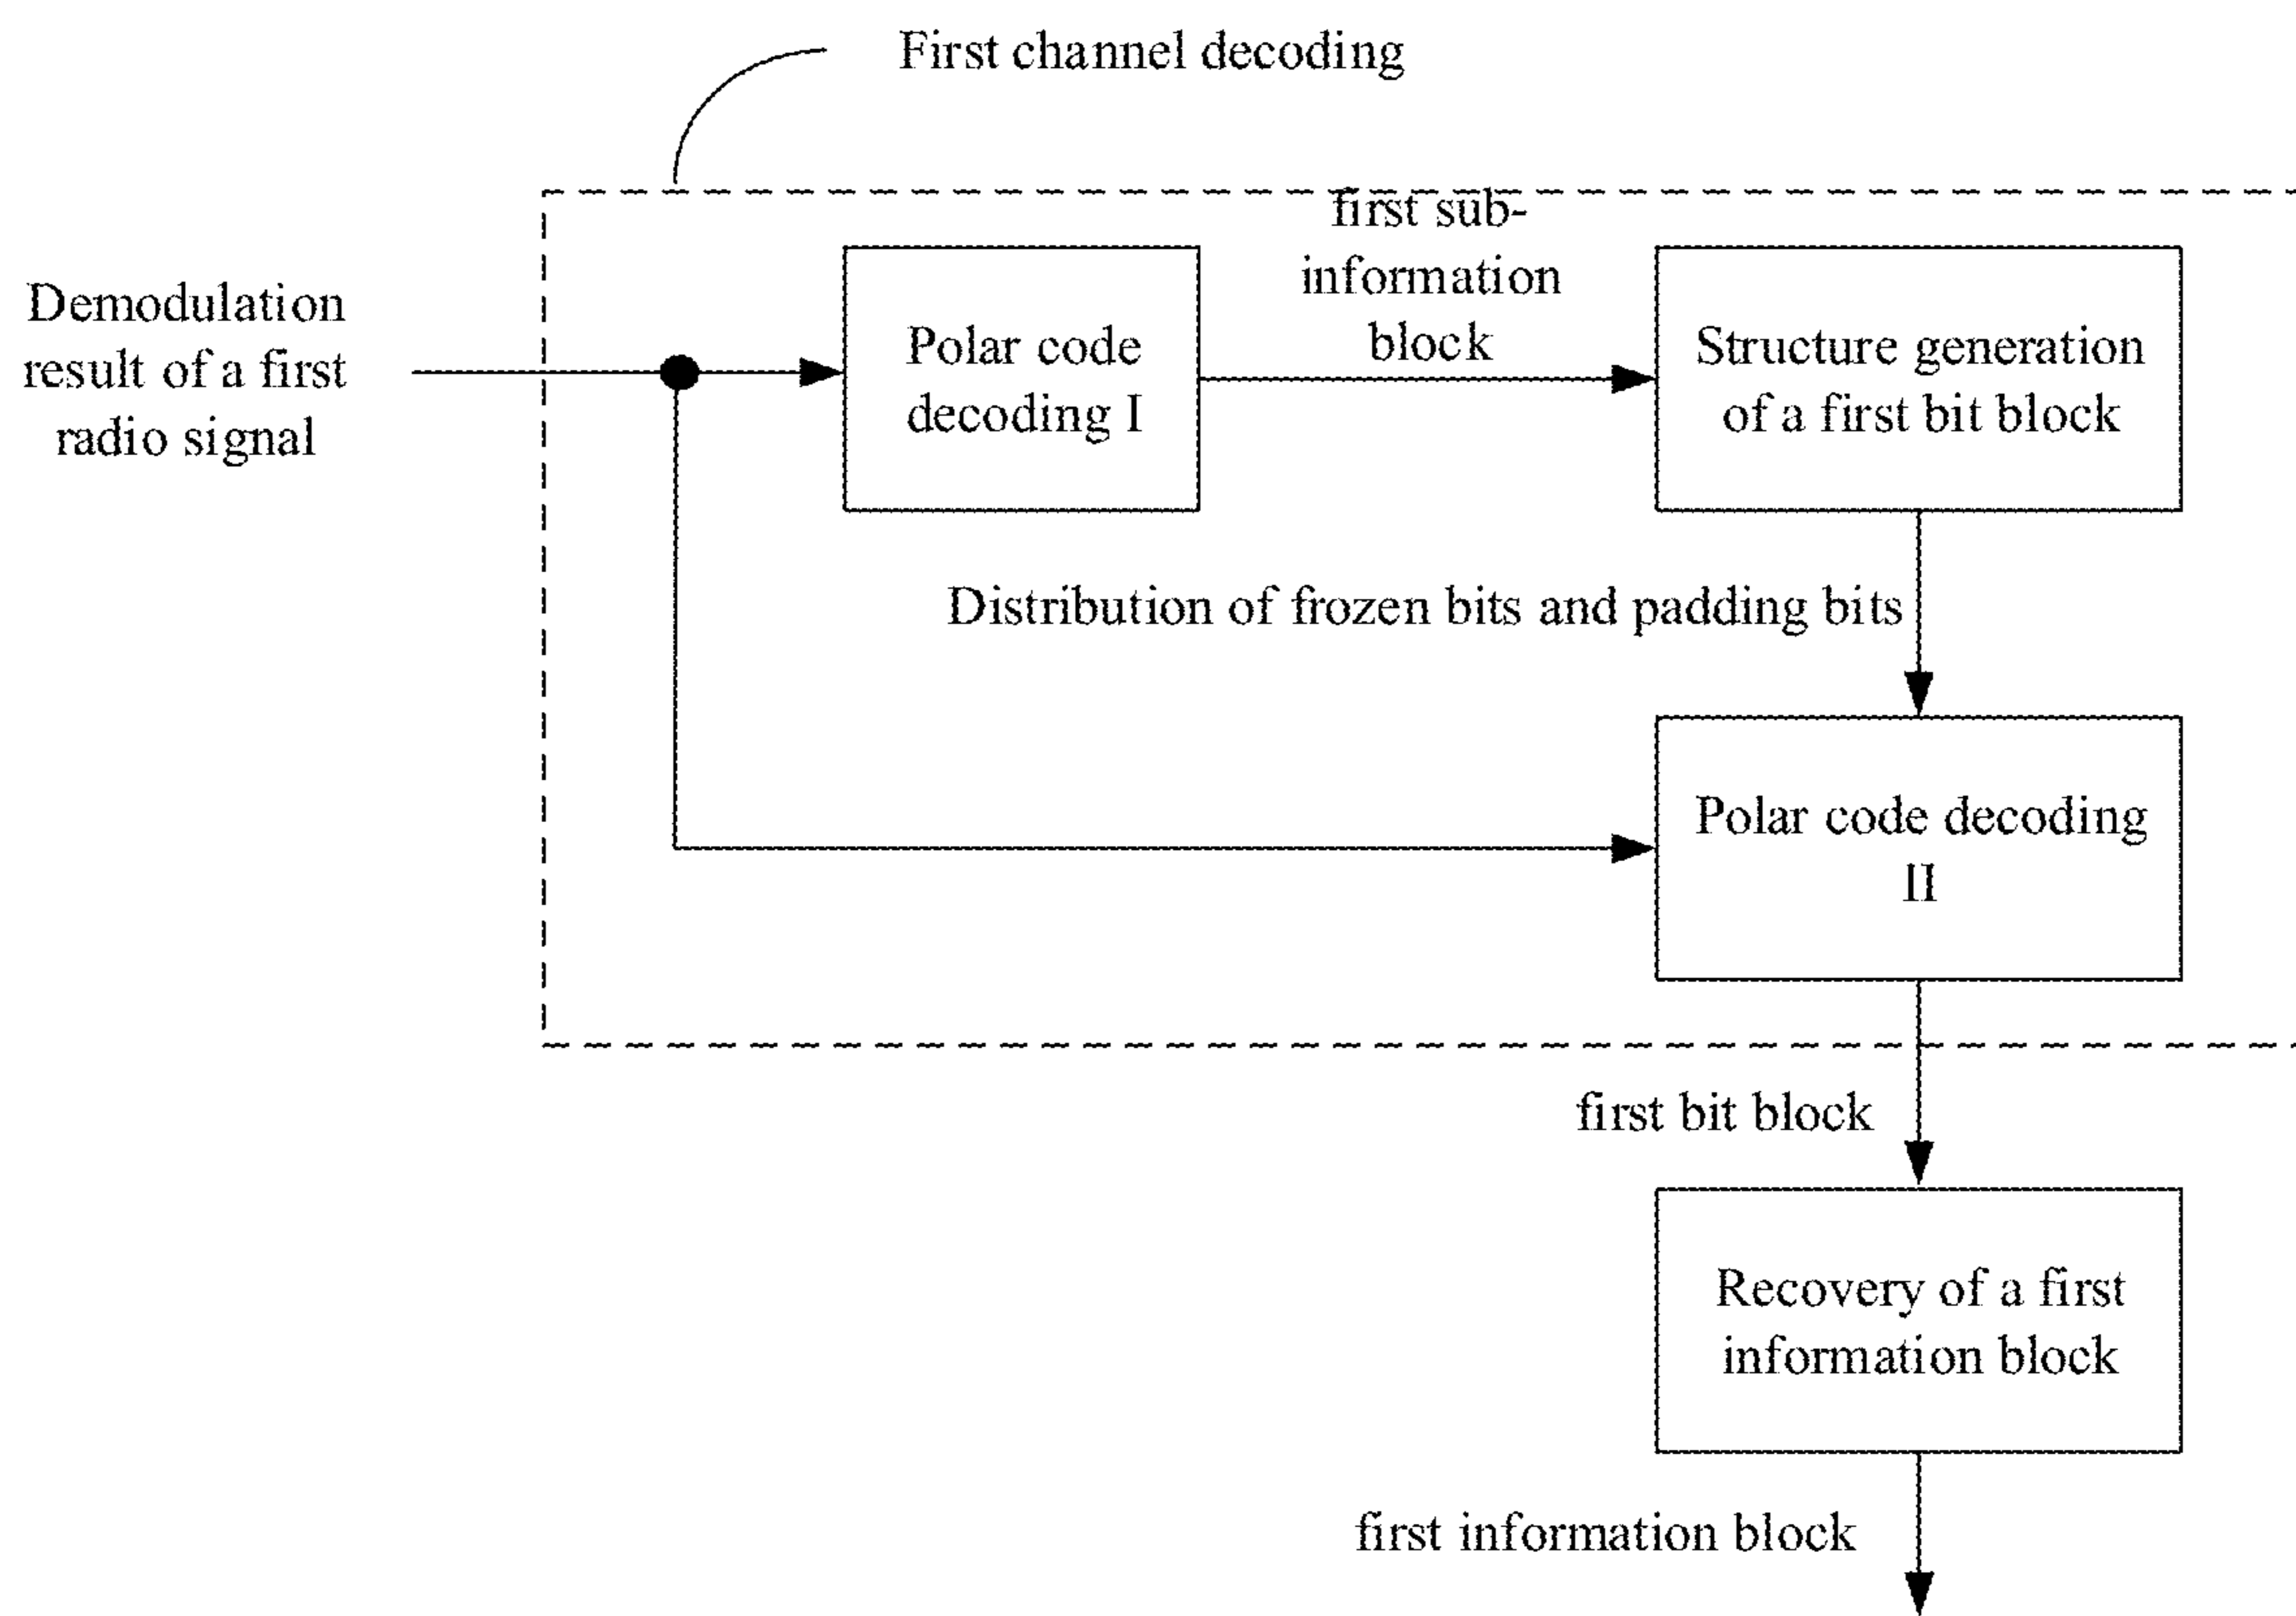 First channel decoding
Demodulation
result of a first
radio signal
Polar code
decoding I
first sub-
information
block
Structure generation
of a first bit block
Distribution of frozen bits and padding bits
Polar code decoding
II
first bit block
Recovery of a first
information block
first information block